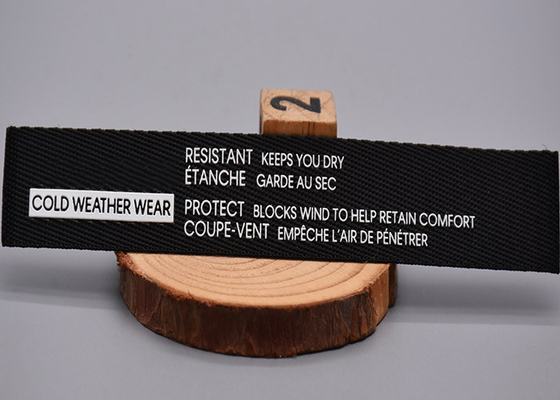 2
RESISTANT KEEPS YOU DRY
ÉTANCHE GARDE AU SEC
COLD WEATHER WEAR
PROTECT BLOCKS WIND TO HELP RETAIN COMFORT
COUPE-VENT EMPÊCHE L'AIR DE PÉNÉTRER